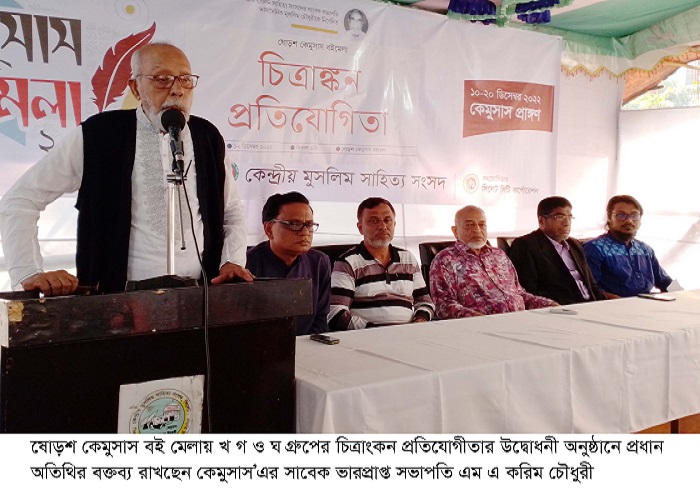 ষোড়শ কেমুসাস বইমেলা
চিত্রাঙ্কন
প্রতিযোগিতা
১০-২০ ডিসেম্বর ২০২২
কেমুসাস প্রাঙ্গণ
কেন্দ্রীয় মুসলিম সাহিত্য সংসদ
সিলেট সিটি কর্পোরেশন
ষোড়শ কেমুসাস বই মেলায় খ গ ও ঘ গ্রুপের চিত্রাংকন প্রতিযোগীতার উদ্বোধনী অনুষ্ঠানে প্রধান
অতিথির বক্তব্য রাখছেন কেমুসাস'এর সাবেক ভারপ্রাপ্ত সভাপতি এম এ করিম চৌধুরী